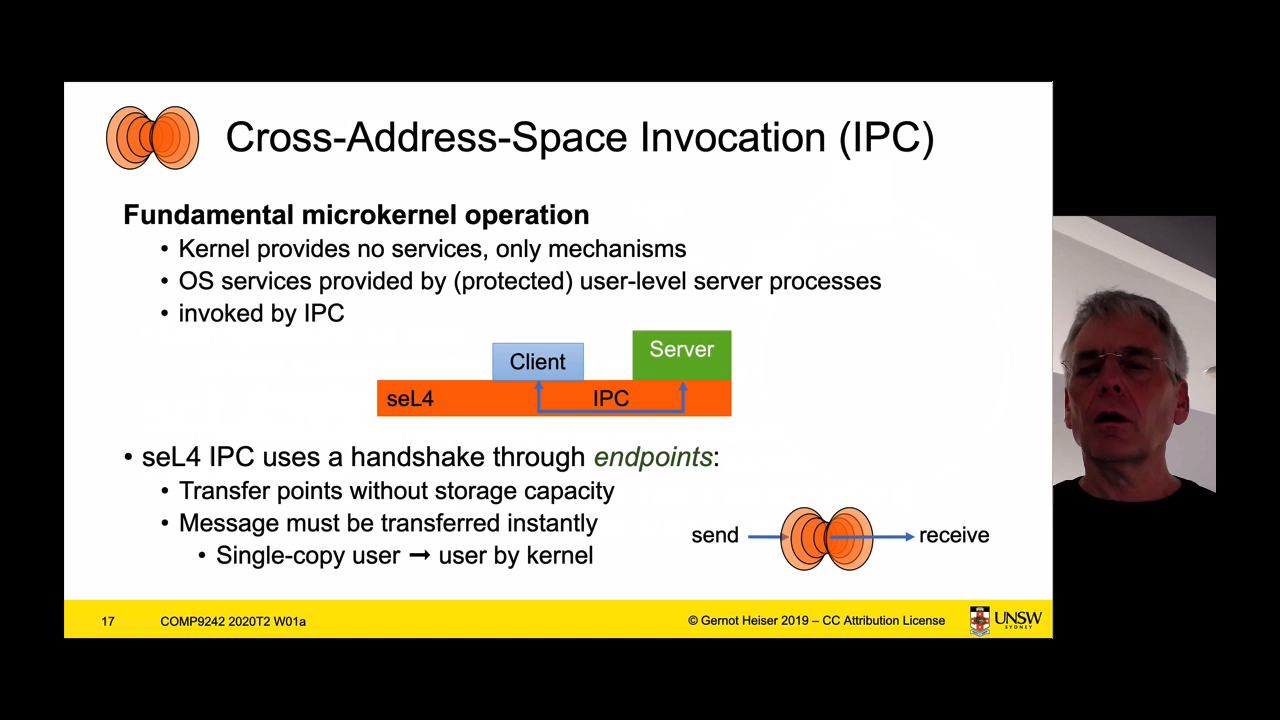 Cross-Address-Space Invocation (IPC)
Fundamental microkernel operation
• Kernel provides no services, only mechanisms
• OS services provided by (protected) user-level server processes
• invoked by IPC
Client
Server
seL4
IPC
• seL4 IPC uses a handshake through endpoints:
• Transfer points without storage capacity
• Message must be transferred instantly
• Single-copy user ➞ user by kernel
send
receive
17
COMP9242 2020T2 W01a
© Gernot Heiser 2019 – CC Attribution License
UNSW
SYDNEY